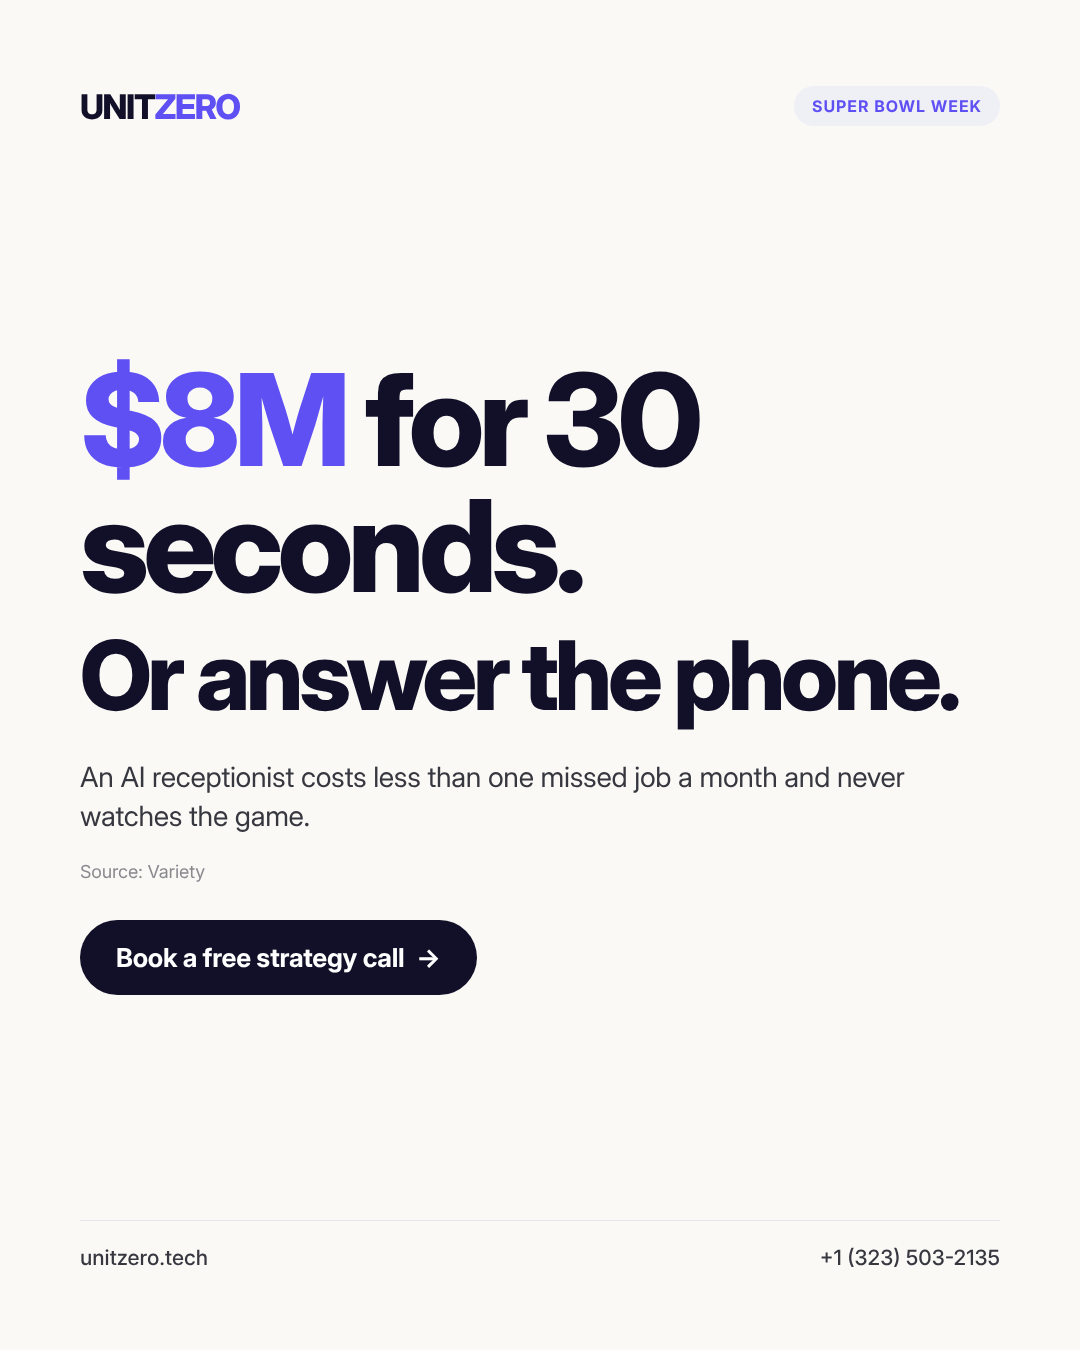 UNITZERO
SUPER BOWL WEEK
$8M for 30
seconds.
Or answer the phone.
An AI receptionist costs less than one missed job a month and never
watches the game.
Source: Variety
Book a free strategy call →
unitzero.tech
+1 (323) 503-2135